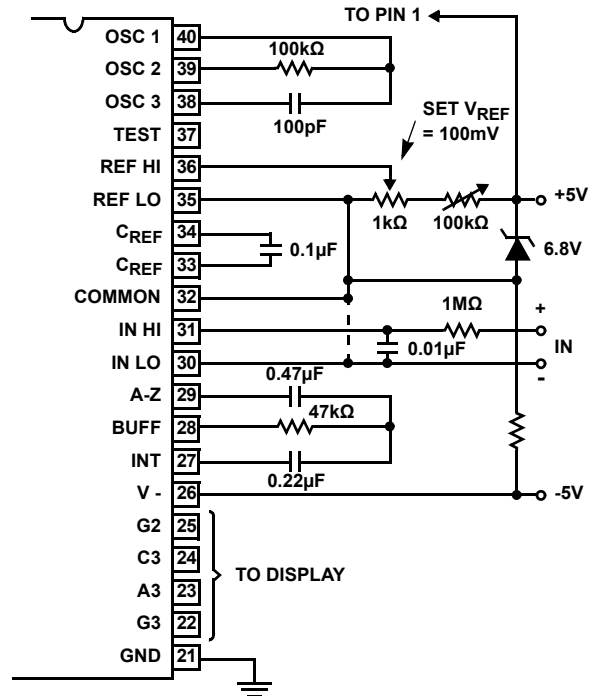 TO PIN 1
OSC 1 40
100kΩ
OSC 2 39
OSC 3 38
100pF
SET VREF
= 100mV
TEST 37
REF HI 36
REF LO 35
+5V
1kΩ
100kΩ
CREF 34
0.1µF
6.8V
CREF 33
COMMON 32
1MΩ
+
IN HI 31
0.01µF
IN
IN LO 30
-
0.47µF
A-Z 29
47kΩ
BUFF 28
INT 27
0.22µF
V - 26
-5V
G2 25
C3 24
TO DISPLAY
A3 23
G3 22
GND 21